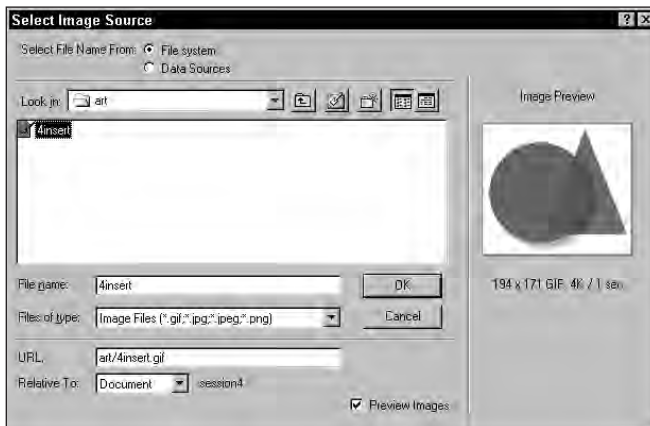 Select Image Source
Select File Name From: File system
Data Sources
Look in: art
4insert
File name: 4insert
OK
Files of type: Image Files (*.gif;*.jpg;*.jpeg;*.png)
Cancel
URL: art/4insert.gif
Relative To: Document session4
Preview Images
Image Preview
194 x 171 GIF, 4K / 1 sec